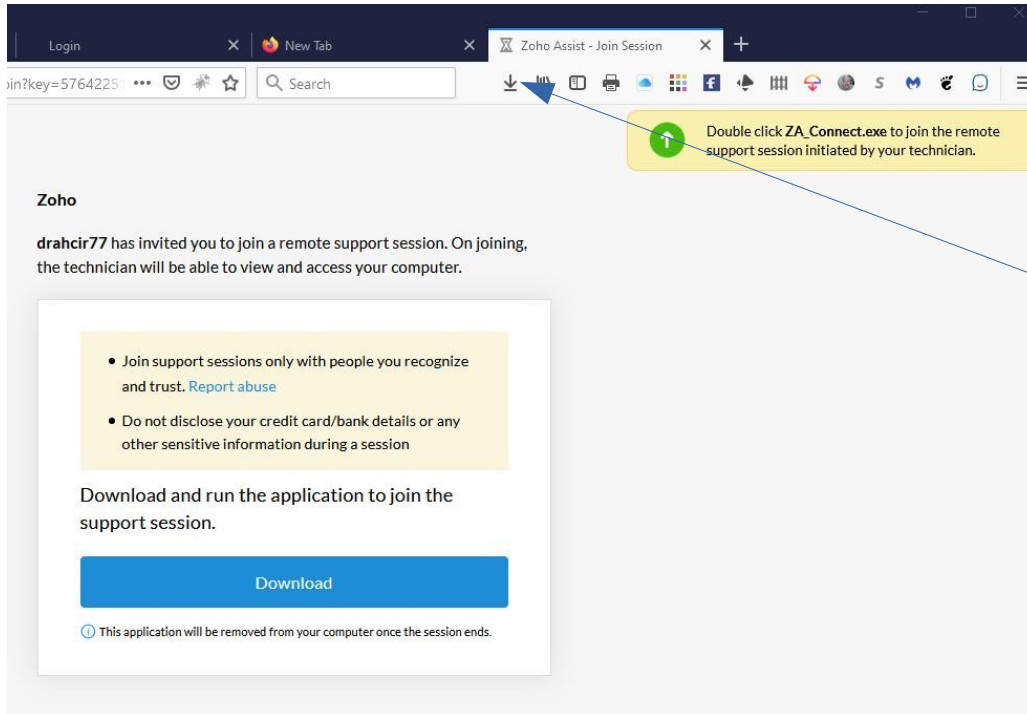 Login
New Tab
Zoho Assist - Join Session
oin?key=5764225
Search
Double click ZA_Connect.exe to join the remote
support session initiated by your technician.
Zoho
drahcir77 has invited you to join a remote support session. On joining,
the technician will be able to view and access your computer.
• Join support sessions only with people you recognize
and trust. Report abuse
• Do not disclose your credit card/bank details or any
other sensitive information during a session
Download and run the application to join the
support session.
Download
This application will be removed from your computer once the session ends.